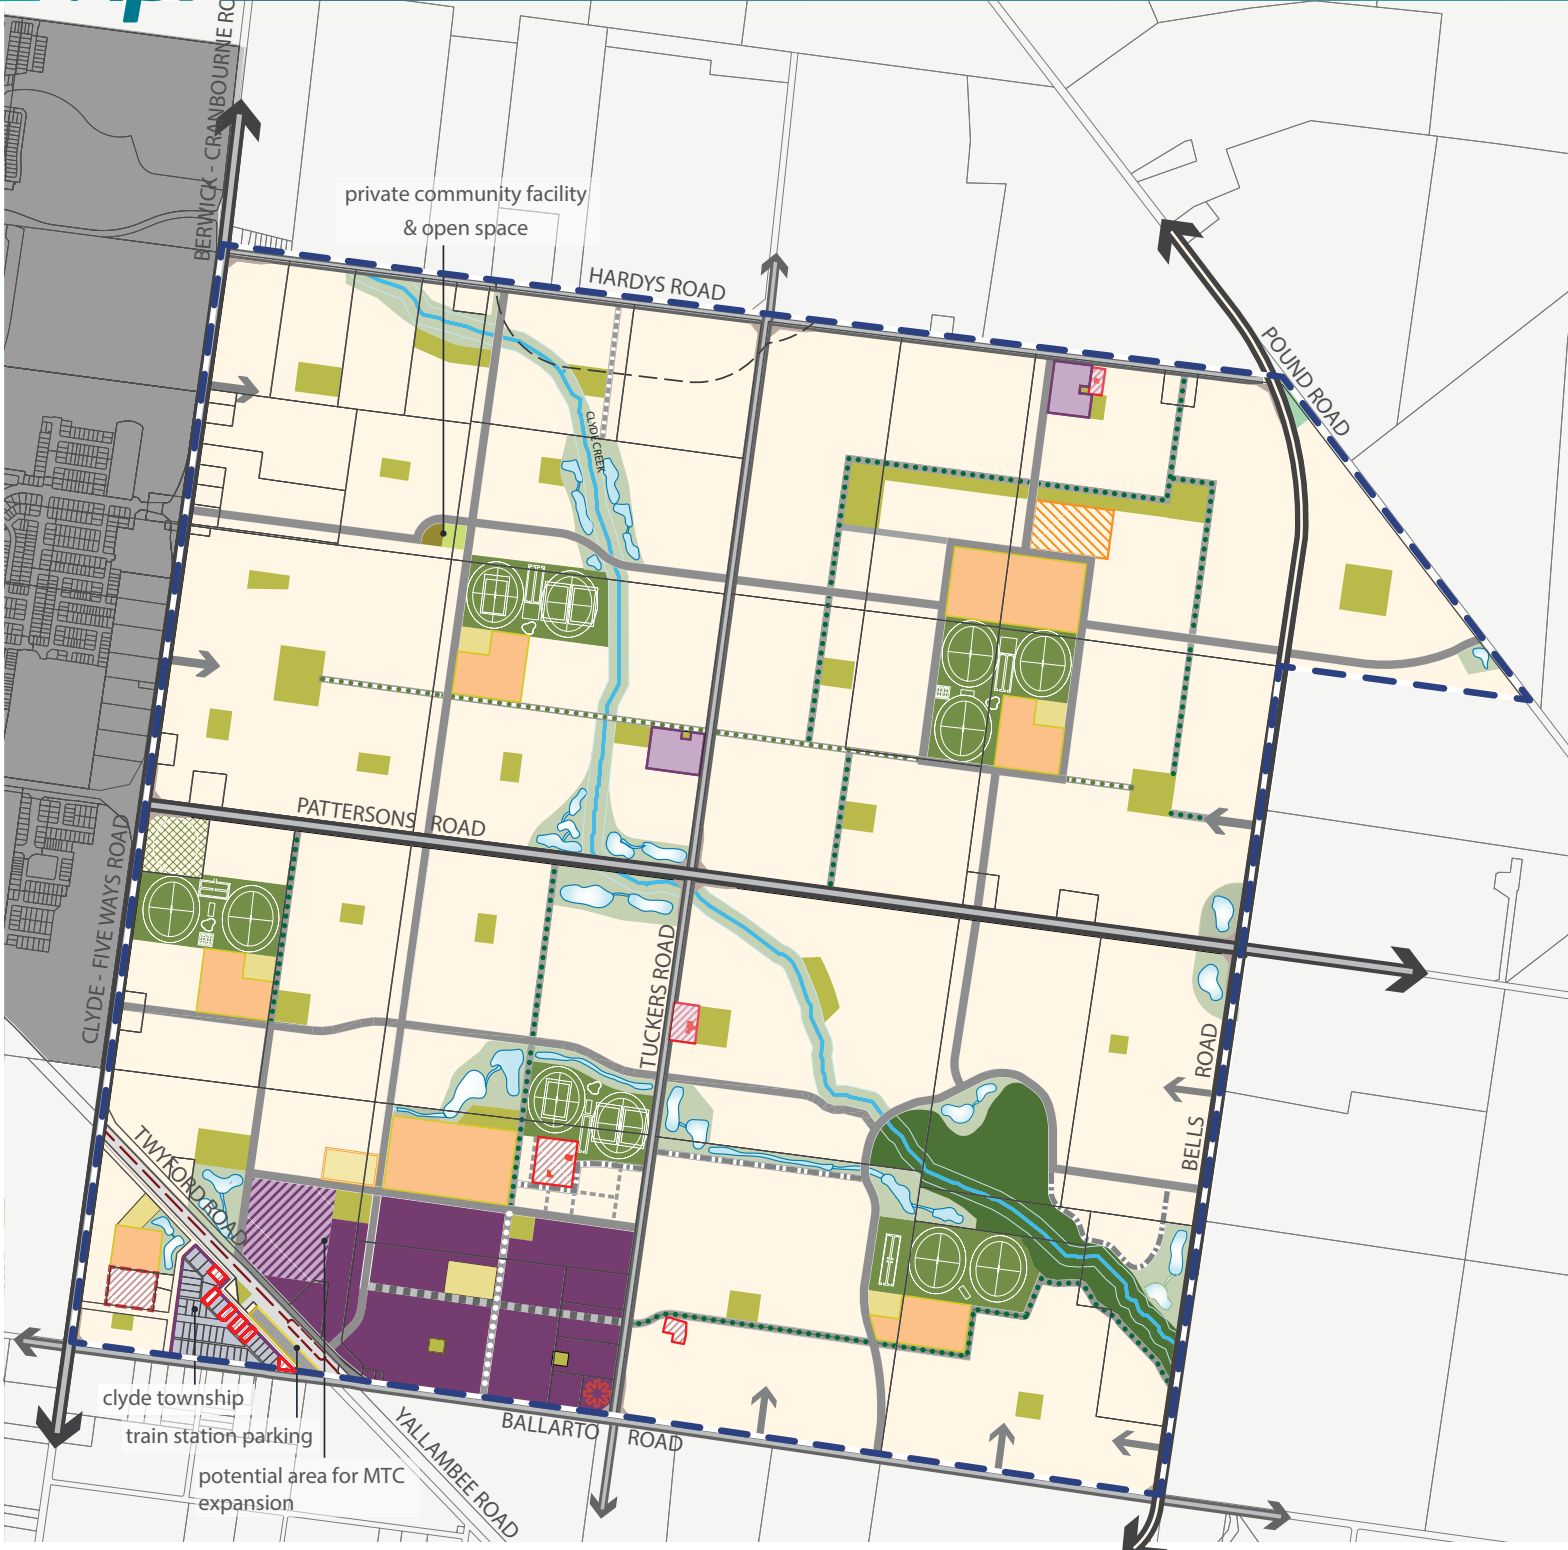 BERWICK - CRANBOURNE RO
private community facility
& open space
HARDYS ROAD
POUND ROAD
CLYDE CREEK
PATTERSONS ROAD
CLYDE - FIVE WAYS ROAD
TUCKERS ROAD
BELLS ROAD
TWYFORD ROAD
clyde township
train station parking
potential area for MTC
expansion
YALLAMBEE ROAD
BALLARTO ROAD